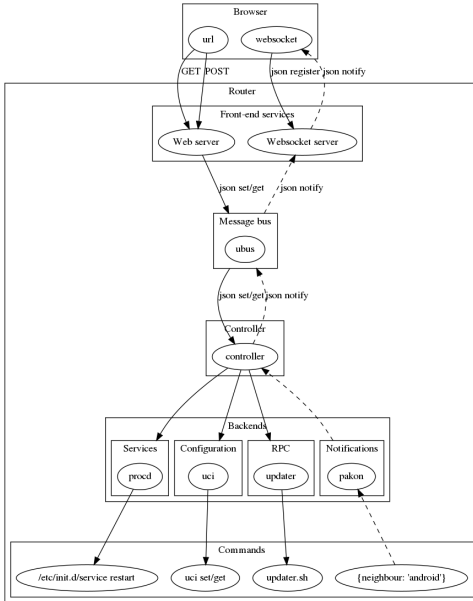 Browser
url
websocket
GET POST
json register json notify
Router
Front-end services
Web server
Websocket server
json set/get
json notify
Message bus
ubus
json set/get json notify
Controller
controller
Backends
Services
Configuration
RPC
Notifications
procd
uci
updater
pakon
Commands
/etc/init.d/service restart
uci set/get
updater.sh
{neighbour: 'android'}